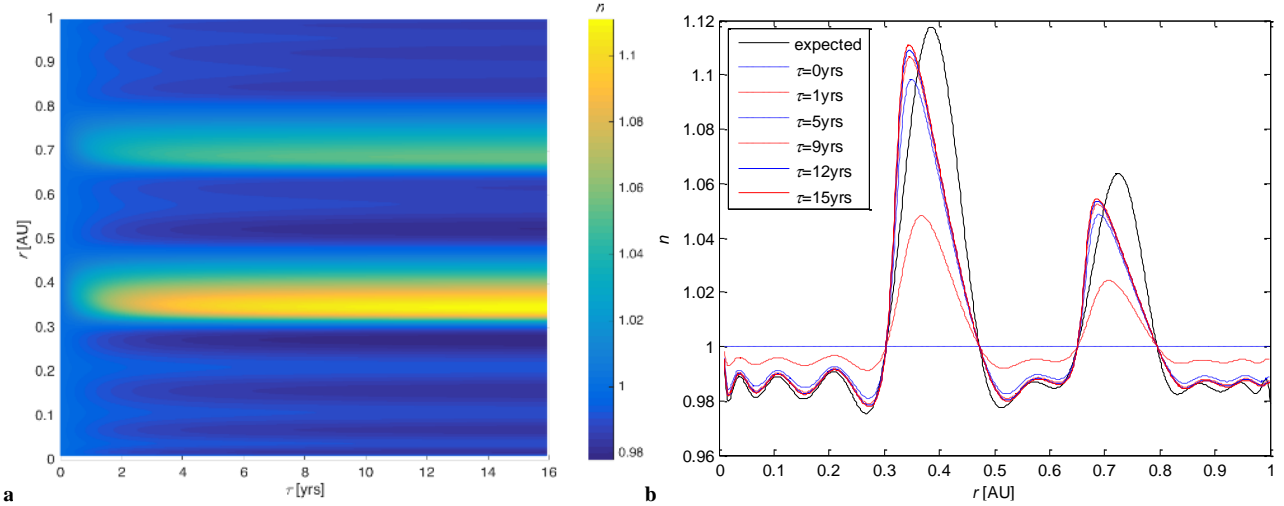 n
1
0.9
0.8
0.7
0.6
0.5
0.4
0.3
0.2
0.1
0
r [AU]
0 2 4 6 8 10 12 14 16
τ [yrs]
1.1
1.08
1.06
1.04
1.02
1
0.98
a
1.12
1.1
1.08
1.06
1.04
1.02
1
0.98
0.96
n
expected
τ=0yrs
τ=1yrs
τ=5yrs
τ=9yrs
τ=12yrs
τ=15yrs
0 0.1 0.2 0.3 0.4 0.5 0.6 0.7 0.8 0.9 1
r [AU]
b